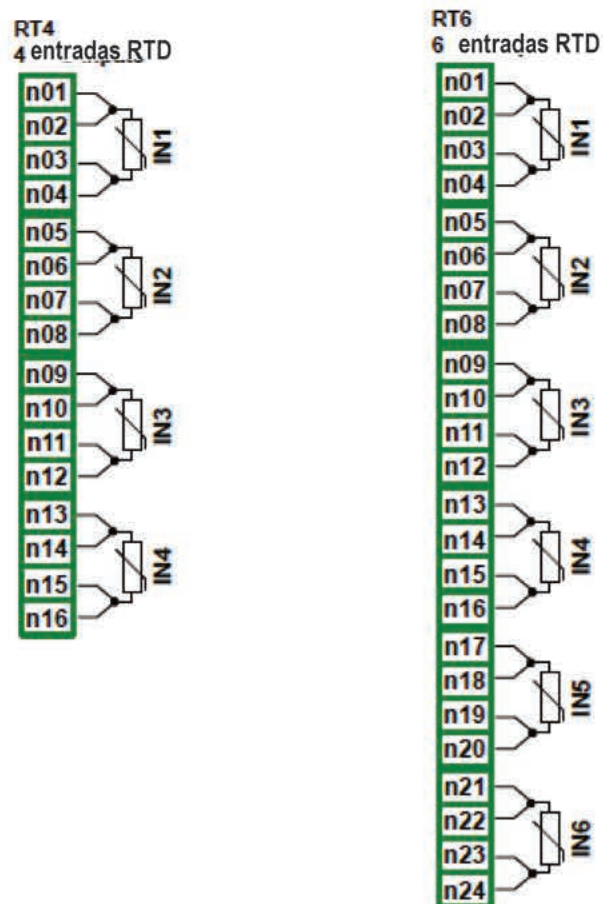 RT4
4 entradas RTD
n01
n02
n03
n04
IN1
n05
n06
n07
n08
IN2
n09
n10
n11
n12
IN3
n13
n14
n15
n16
IN4
RT6
6 entradas RTD
n01
n02
n03
n04
IN1
n05
n06
n07
n08
IN2
n09
n10
n11
n12
IN3
n13
n14
n15
n16
IN4
n17
n18
n19
n20
IN5
n21
n22
n23
n24
IN6